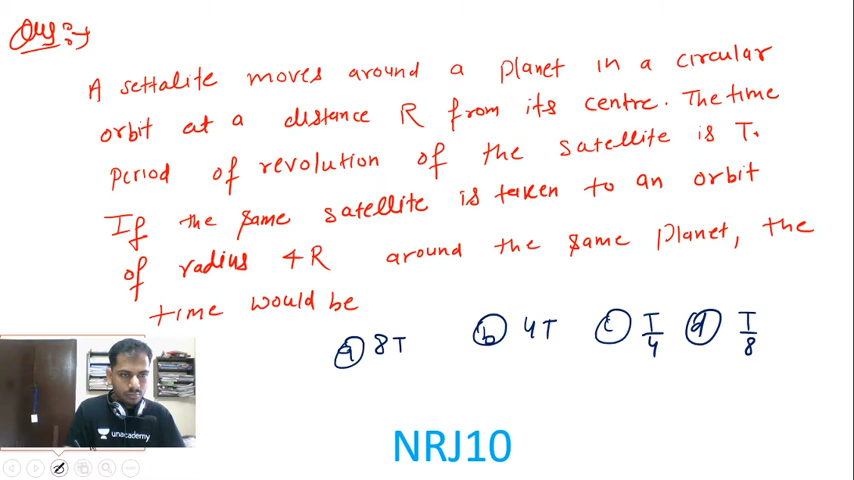 Ques:-
A settalite moves around a planet in a circular
orbit at a distance R from its centre. The time
period of revolution of the satellite is T.
If the same satellite is taken to an orbit
of radius 4R around the same planet, the
time would be
(a) 8T (b) 4T (c) T/4 (d) T/8
unacademy
NRJ10